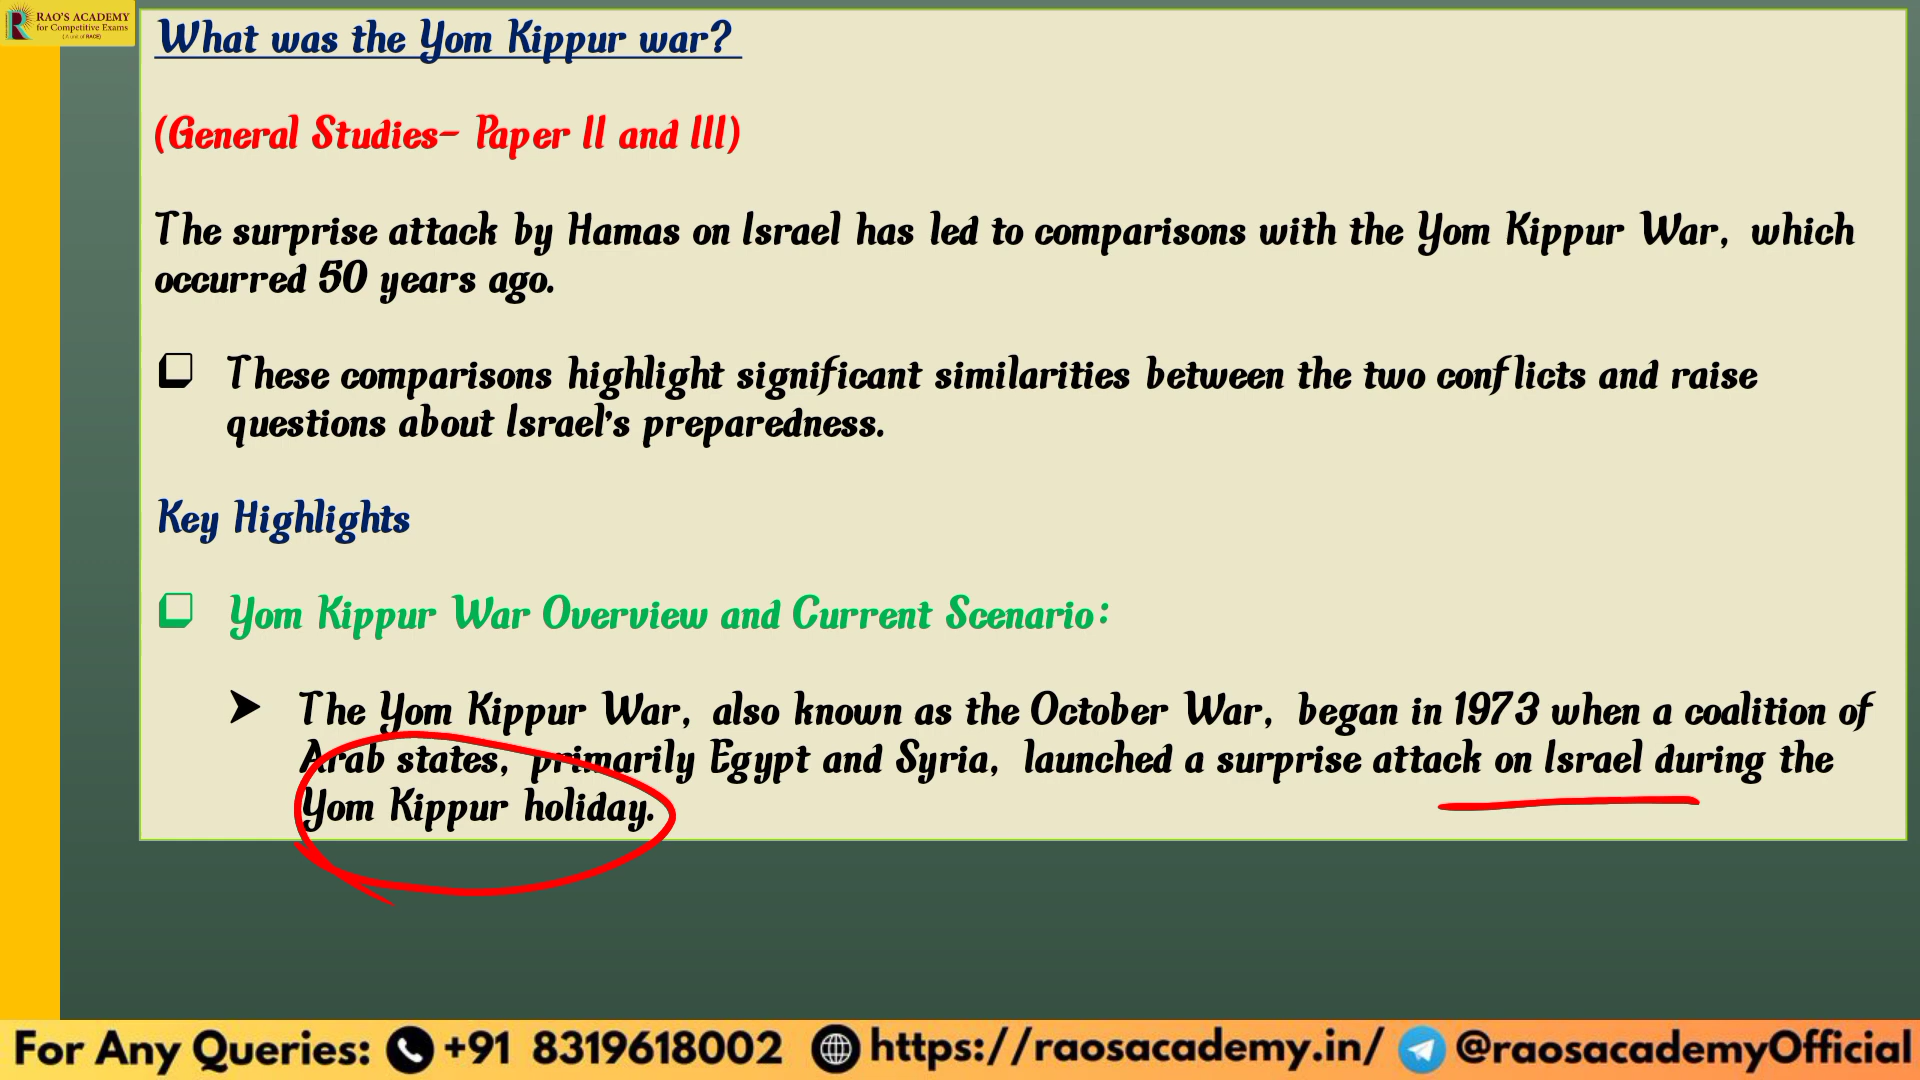 RAO'S ACADEMY
for Competitive Exams
(A unit of RACE)
What was the Yom Kippur war?
(General Studies– Paper II and III)
The surprise attack by Hamas on Israel has led to comparisons with the Yom Kippur War, which
occurred 50 years ago.
These comparisons highlight significant similarities between the two conflicts and raise
questions about Israel's preparedness.
Key Highlights
Yom Kippur War Overview and Current Scenario:
The Yom Kippur War, also known as the October War, began in 1973 when a coalition of
Arab states, primarily Egypt and Syria, launched a surprise attack on Israel during the
Yom Kippur holiday.
For Any Queries: +91 8319618002 https://raosacademy.in/ @raosacademyOfficial